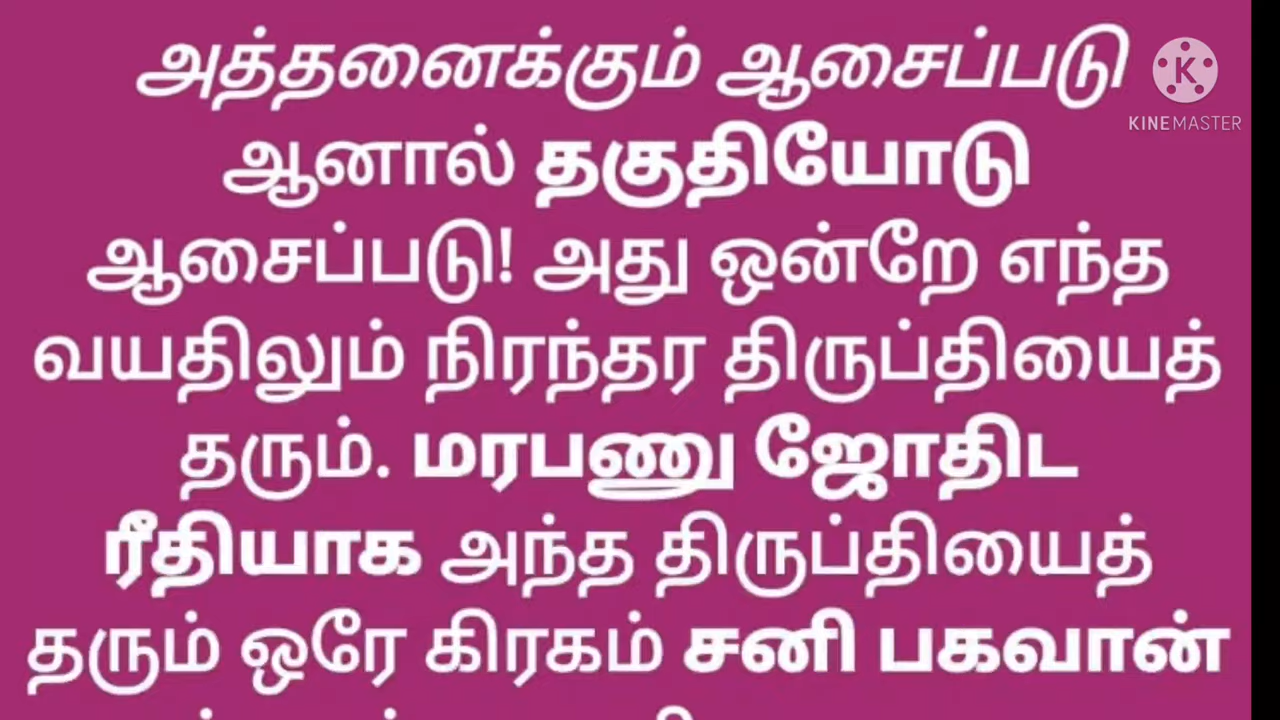 அத்தனைக்கும் ஆசைப்படு
ஆனால் தகுதியோடு
ஆசைப்படு! அது ஒன்றே எந்த
வயதிலும் நிரந்தர திருப்தியைத்
தரும். மரபணு ஜோதிட
ரீதியாக அந்த திருப்தியைத்
தரும் ஒரே கிரகம் சனி பகவான்
K
KINEMASTER